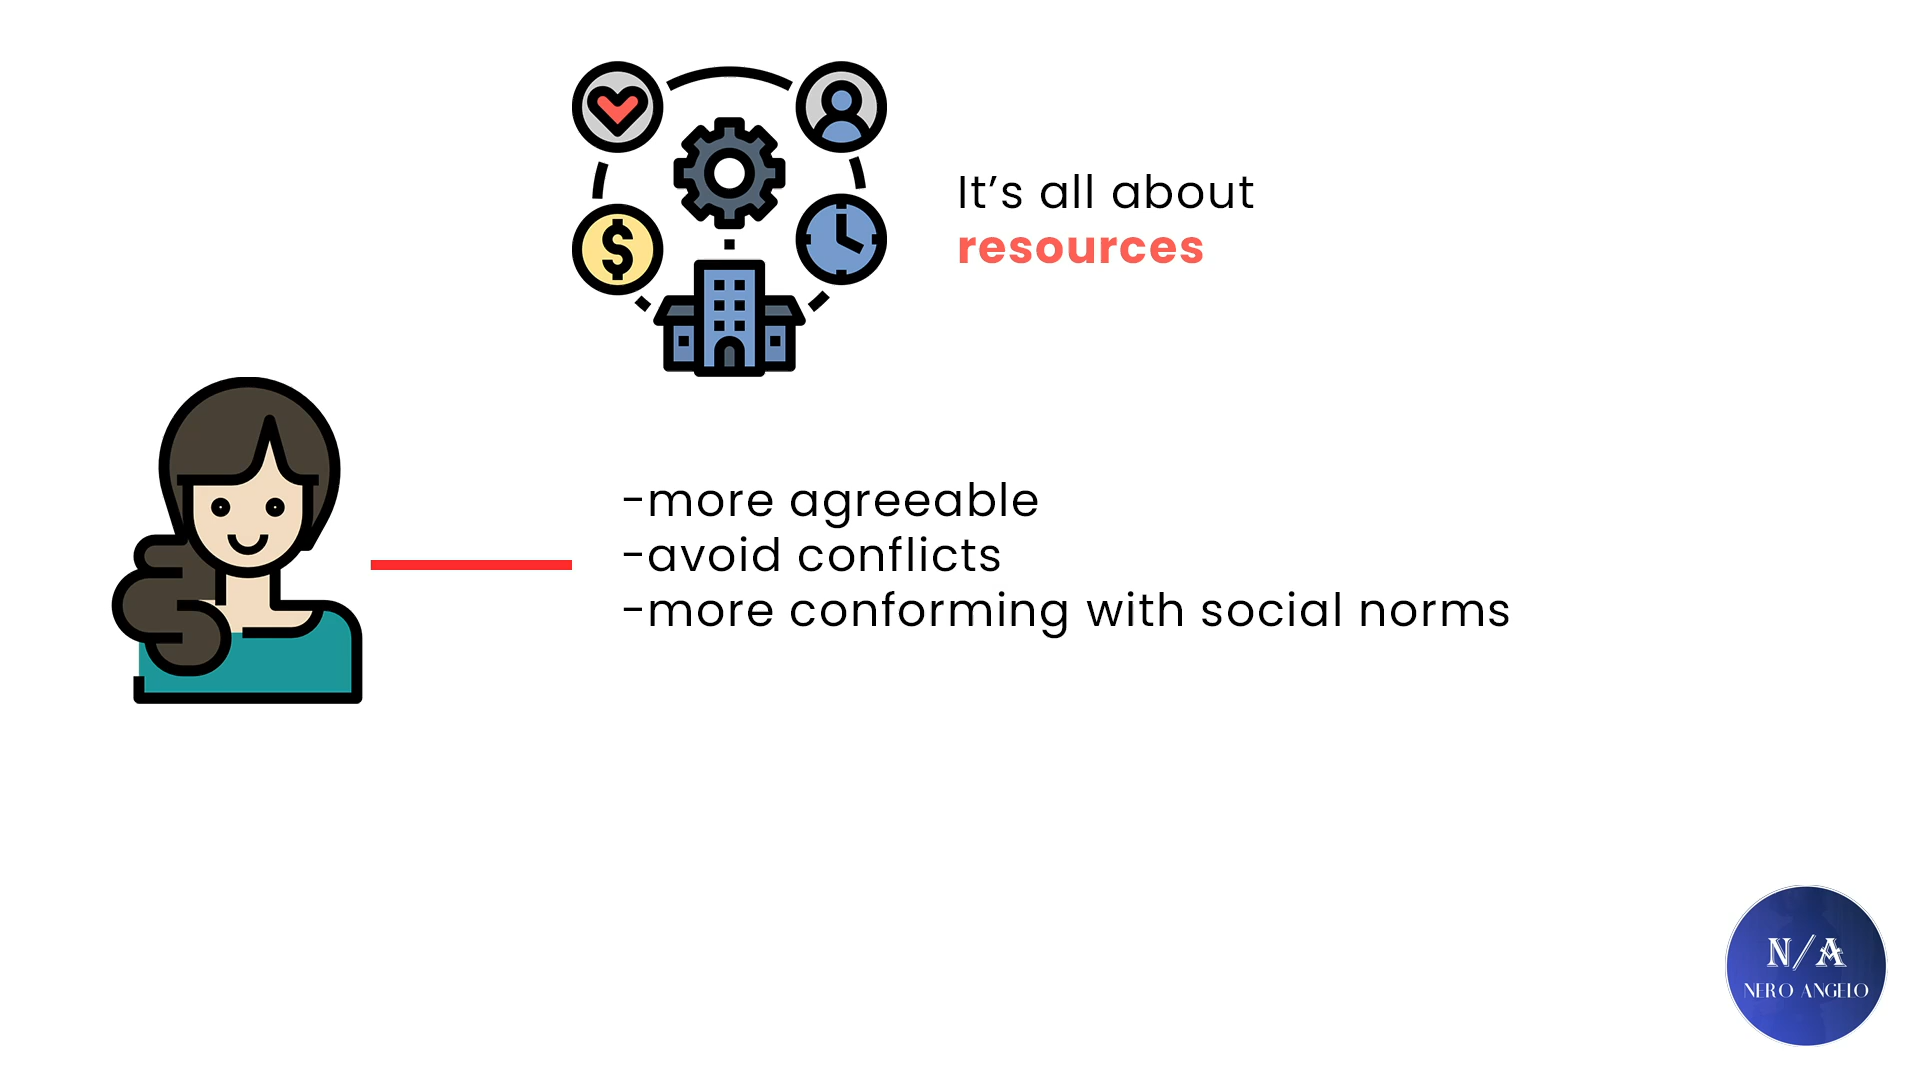 It’s all about
resources
-more agreeable
-avoid conflicts
-more conforming with social norms
N/A
NERO ANGELO